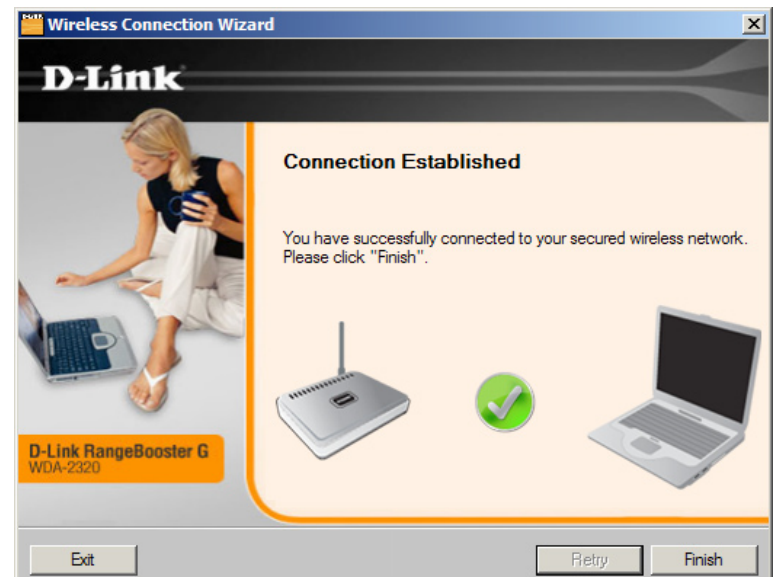 Wireless Connection Wizard
D-Link
Connection Established
You have successfully connected to your secured wireless network.
Please click "Finish".
D-Link RangeBooster G
WDA-2320
Exit
Retry
Finish